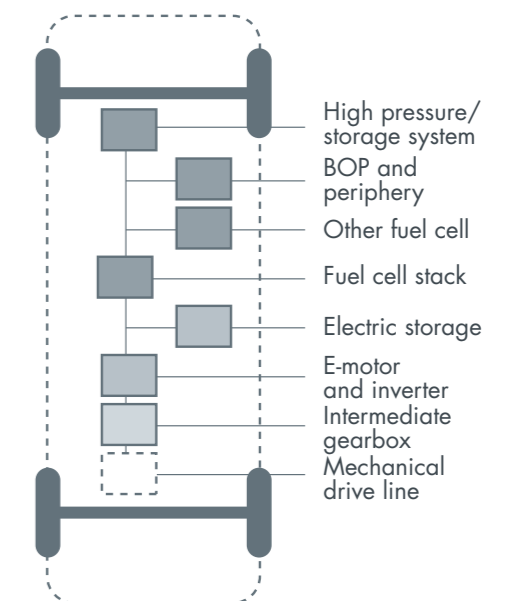 High pressure/
storage system
BOP and
periphery
Other fuel cell
Fuel cell stack
Electric storage
E-motor
and inverter
Intermediate
gearbox
Mechanical
drive line